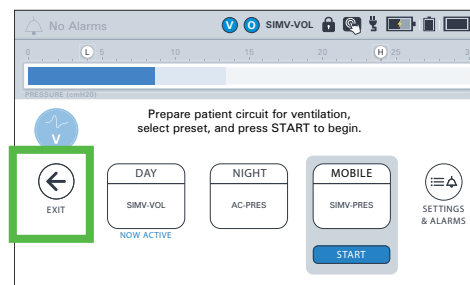 No Alarms
V O SIMV-VOL
0 L 5 10 15 20 H 25 3
PRESSURE (cmH20)
V
Prepare patient circuit for ventilation,
select preset, and press START to begin.
EXIT
DAY
SIMV-VOL
NOW ACTIVE
NIGHT
AC-PRES
MOBILE
SIMV-PRES
START
SETTINGS
& ALARMS